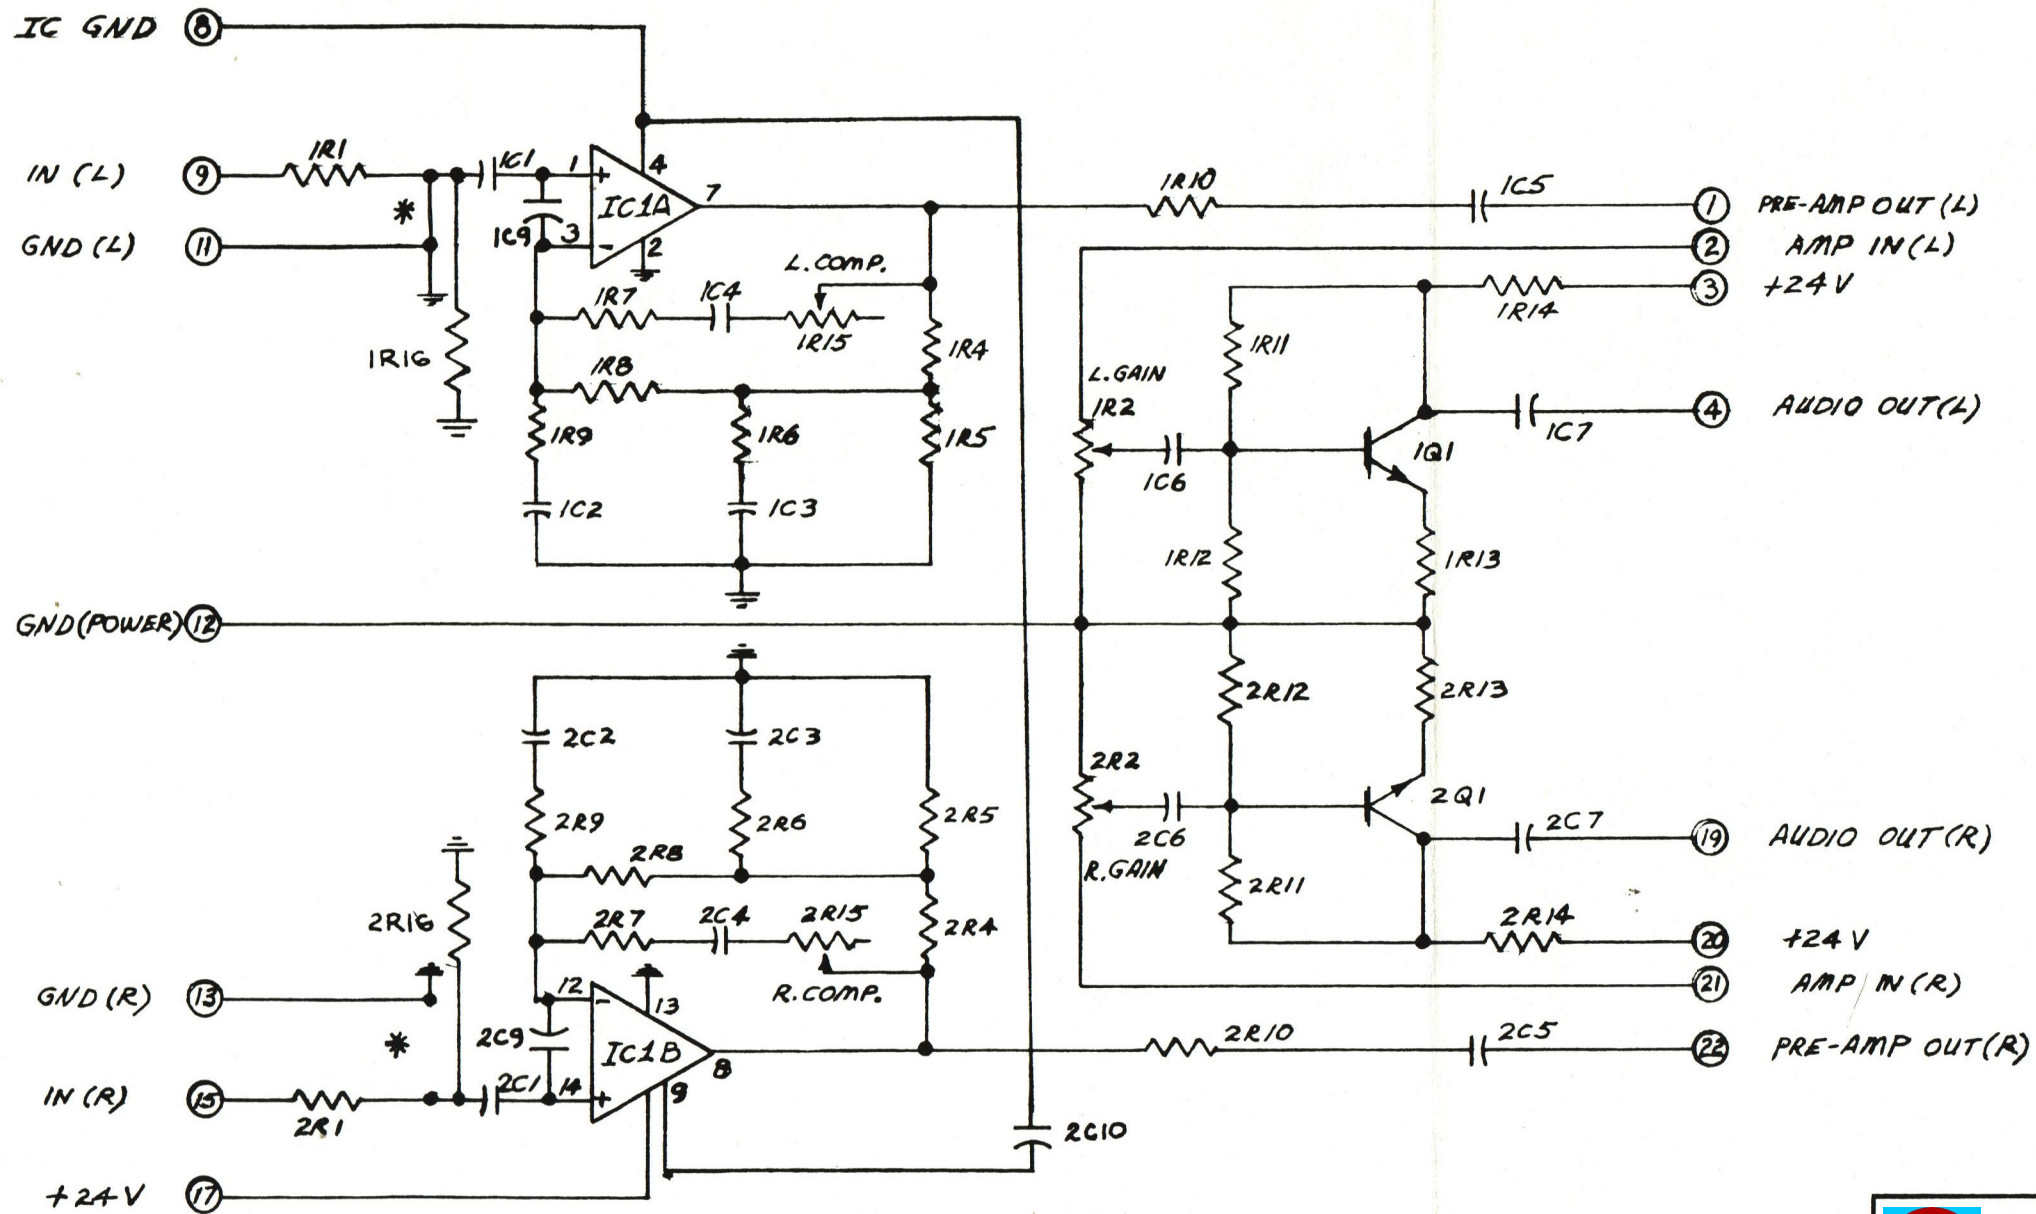 IC GND 8
IN (L) 9 1R1 1C1 1 + 4 IC1A 7
*
GND (L) 11 1C9 3 - 2
1R10 1C5 1 PRE-AMP OUT (L)
2 AMP IN (L)
L. COMP.
1R7 1C4 1R15
1R14 3 +24V
1R16 1R8 1R4 1R11
L. GAIN
1R2
1R9 1R6 1R5
1C6 1Q1 1C7 4 AUDIO OUT (L)
1C2 1C3 1R12 1R13
GND (POWER) 12
2C2 2C3 2R12 2R13
2R9 2R6 2R5
2R2
2C6 2Q1 2C7 19 AUDIO OUT (R)
R. GAIN
2R8 2R11
2R16 2R7 2C4 2R15 2R4
2R14 20 +24V
R. COMP.
GND (R) 13 12 - 13
21 AMP IN (R)
*
2C9 IC1B 8 2R10 2C5 22 PRE-AMP OUT (R)
IN (R) 15 2R1 2C1 14 + 9
2C10
+24V 17